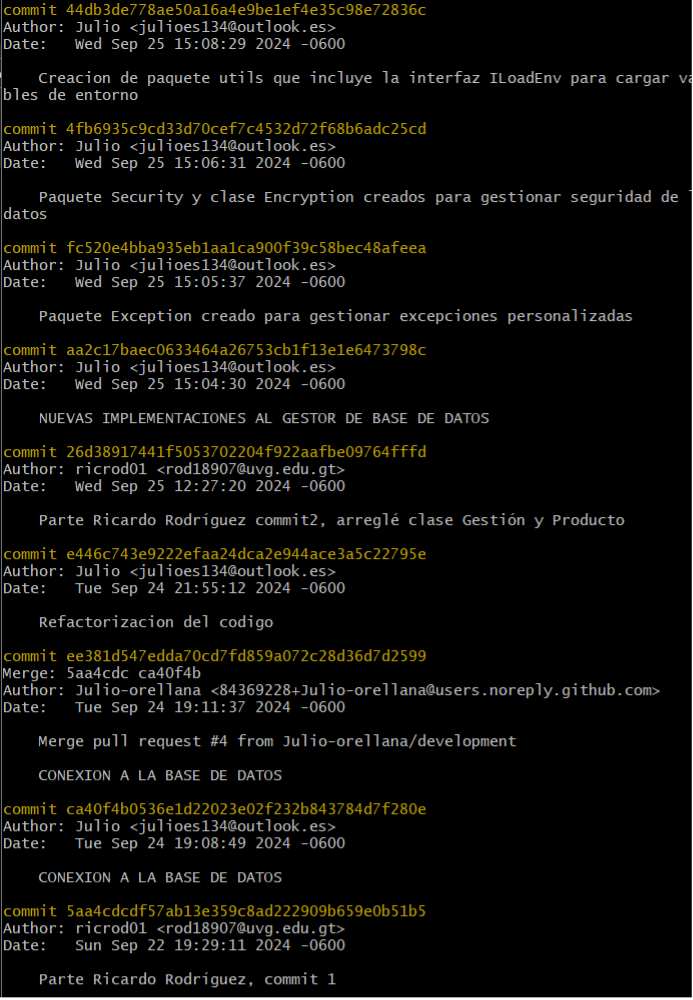 commit 44db3de778ae50a16a4e9be1ef4e35c98e72836c
Author: Julio <julioes134@outlook.es>
Date:   Wed Sep 25 15:08:29 2024 -0600
Creacion de paquete utils que incluye la interfaz ILoadEnv para cargar va
bles de entorno
commit 4fb6935c9cd33d70cef7c4532d72f68b6adc25cd
Author: Julio <julioes134@outlook.es>
Date:   Wed Sep 25 15:06:31 2024 -0600
Paquete Security y clase Encryption creados para gestionar seguridad de l
datos
commit fc520e4bba935eb1aa1ca900f39c58bec48afeea
Author: Julio <julioes134@outlook.es>
Date:   Wed Sep 25 15:05:37 2024 -0600
Paquete Exception creado para gestionar excepciones personalizadas
commit aa2c17baec0633464a26753cb1f13e1e6473798c
Author: Julio <julioes134@outlook.es>
Date:   Wed Sep 25 15:04:30 2024 -0600
NUEVAS IMPLEMENTACIONES AL GESTOR DE BASE DE DATOS
commit 26d38917441f5053702204f922aafbe09764fffd
Author: ricrod01 <rod18907@uvg.edu.gt>
Date:   Wed Sep 25 12:27:20 2024 -0600
Parte Ricardo Rodríguez commit2, arreglé clase Gestión y Producto
commit e446c743e9222efaa24dca2e944ace3a5c22795e
Author: Julio <julioes134@outlook.es>
Date:   Tue Sep 24 21:55:12 2024 -0600
Refactorizacion del codigo
commit ee381d547edda70cd7fd859a072c28d36d7d2599
Merge: 5aa4cdc ca40f4b
Author: Julio-orellana <84369228+Julio-orellana@users.noreply.github.com>
Date:   Tue Sep 24 19:11:37 2024 -0600
Merge pull request #4 from Julio-orellana/development
CONEXION A LA BASE DE DATOS
commit ca40f4b0536e1d22023e02f232b843784d7f280e
Author: Julio <julioes134@outlook.es>
Date:   Tue Sep 24 19:08:49 2024 -0600
CONEXION A LA BASE DE DATOS
commit 5aa4cdcdf57ab13e359c8ad222909b659e0b51b5
Author: ricrod01 <rod18907@uvg.edu.gt>
Date:   Sun Sep 22 19:29:11 2024 -0600
Parte Ricardo Rodríguez, commit 1